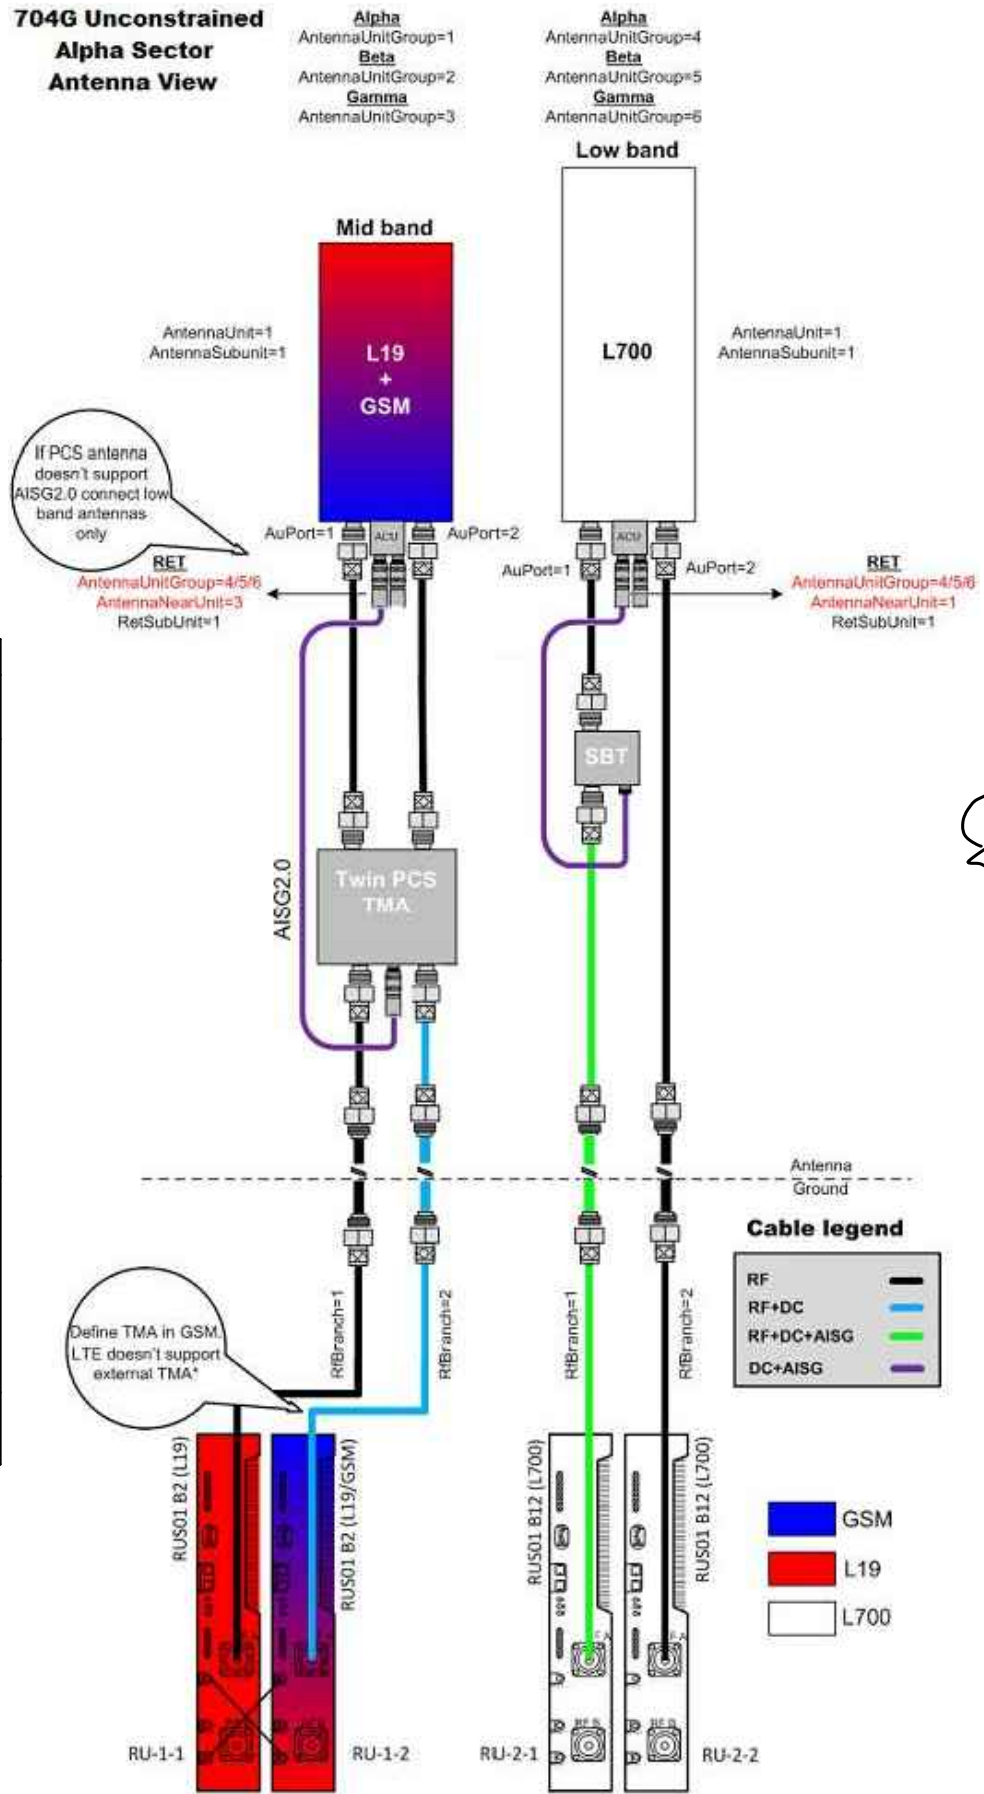 704G Unconstrained
Alpha Sector
Antenna View
Alpha
AntennaUnitGroup=1
Beta
AntennaUnitGroup=2
Gamma
AntennaUnitGroup=3
Alpha
AntennaUnitGroup=4
Beta
AntennaUnitGroup=5
Gamma
AntennaUnitGroup=6
Low band
Mid band
AntennaUnit=1
AntennaSubunit=1
L19
+
GSM
L700
AntennaUnit=1
AntennaSubunit=1
If PCS antenna
doesn't support
AISG2.0 connect low
band antennas
only
AuPort=1
ACU
AuPort=2
AuPort=1
ACU
AuPort=2
RET
AntennaUnitGroup=4/5/6
AntennaNearUnit=3
RetSubUnit=1
RET
AntennaUnitGroup=4/5/6
AntennaNearUnit=1
RetSubUnit=1
SBT
AISG2.0
Twin PCS
TMA
Antenna
Ground
Cable legend
RF
RF+DC
RF+DC+AISG
DC+AISG
Define TMA in GSM.
LTE doesn't support
external TMA*
RfBranch=1
RfBranch=2
RfBranch=1
RfBranch=2
RUS01 B2 (L19)
RUS01 B2 (L19/GSM)
RUS01 B12 (L700)
RUS01 B12 (L700)
GSM
L19
L700
RF B
RF B
RU-1-1
RU-1-2
RU-2-1
RU-2-2